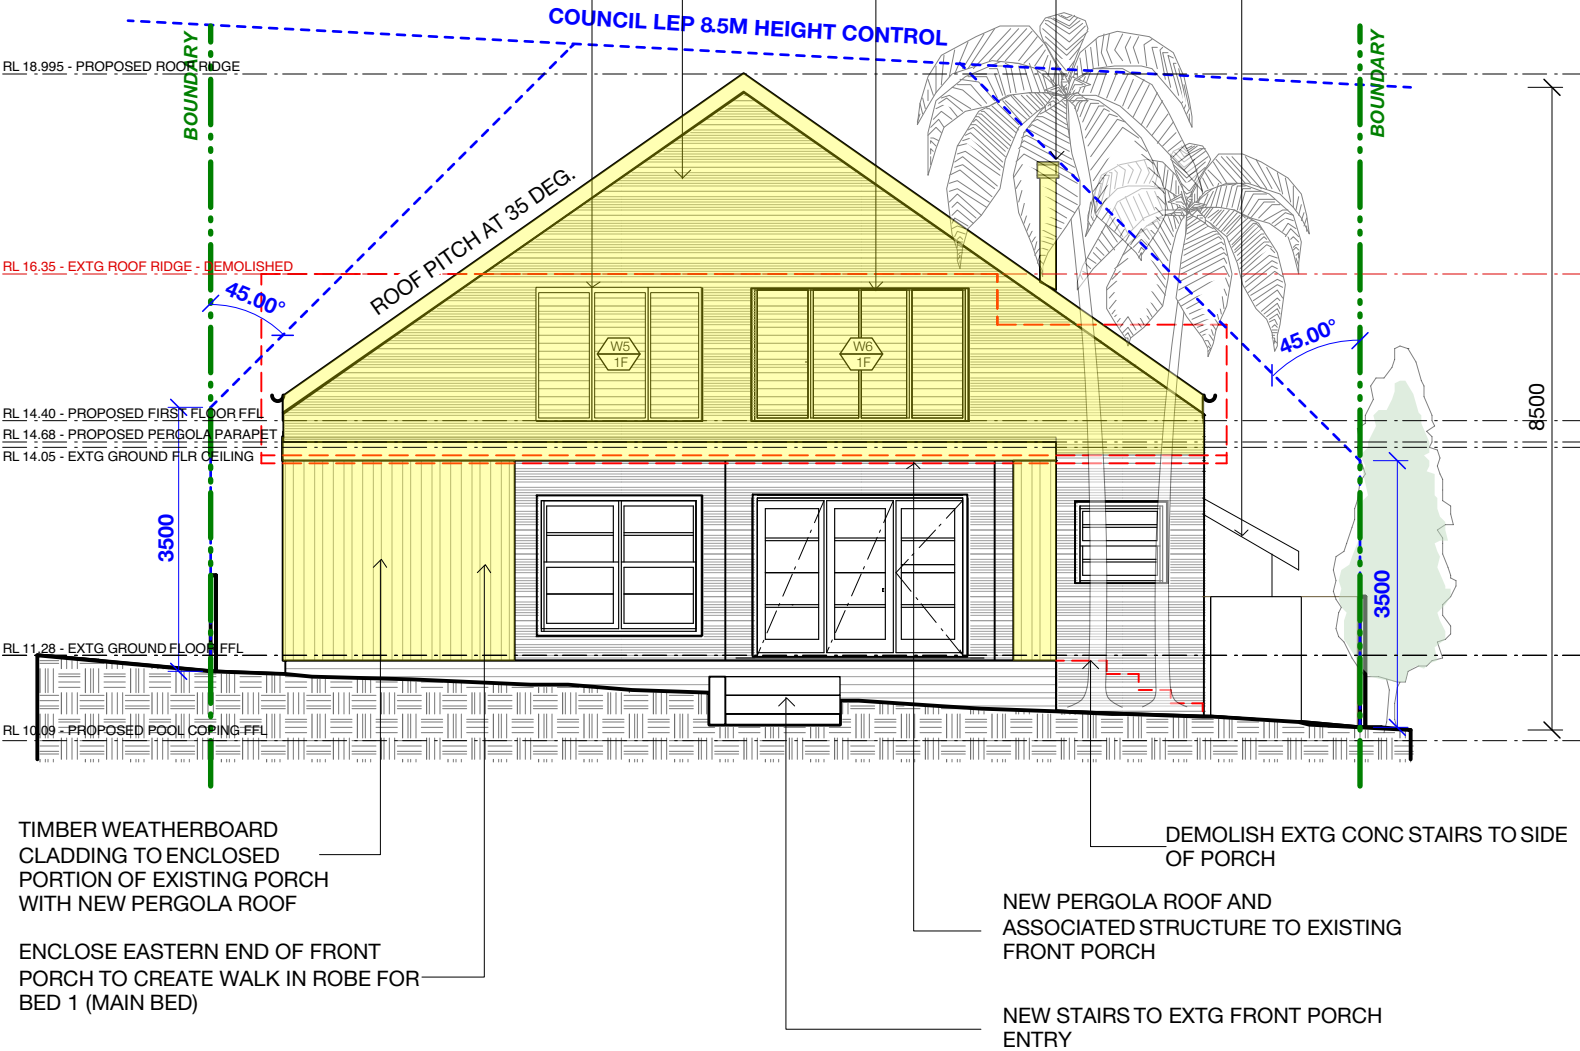 COUNCIL LEP 8.5M HEIGHT CONTROL
RL 18.995 - PROPOSED ROOF RIDGE
BOUNDARY
BOUNDARY
ROOF PITCH AT 35 DEG.
RL 16.35 - EXTG ROOF RIDGE - DEMOLISHED
45.00°
45.00°
W5
1F
W6
1F
8500
RL 14.40 - PROPOSED FIRST FLOOR FFL
RL 14.68 - PROPOSED PERGOLA PARAPET
RL 14.05 - EXTG GROUND FLR CEILING
3500
3500
RL 11.28 - EXTG GROUND FLOOR FFL
RL 10.09 - PROPOSED POOL COPING FFL
TIMBER WEATHERBOARD
CLADDING TO ENCLOSED
PORTION OF EXISTING PORCH
WITH NEW PERGOLA ROOF
ENCLOSE EASTERN END OF FRONT
PORCH TO CREATE WALK IN ROBE FOR
BED 1 (MAIN BED)
DEMOLISH EXTG CONC STAIRS TO SIDE
OF PORCH
NEW PERGOLA ROOF AND
ASSOCIATED STRUCTURE TO EXISTING
FRONT PORCH
NEW STAIRS TO EXTG FRONT PORCH
ENTRY